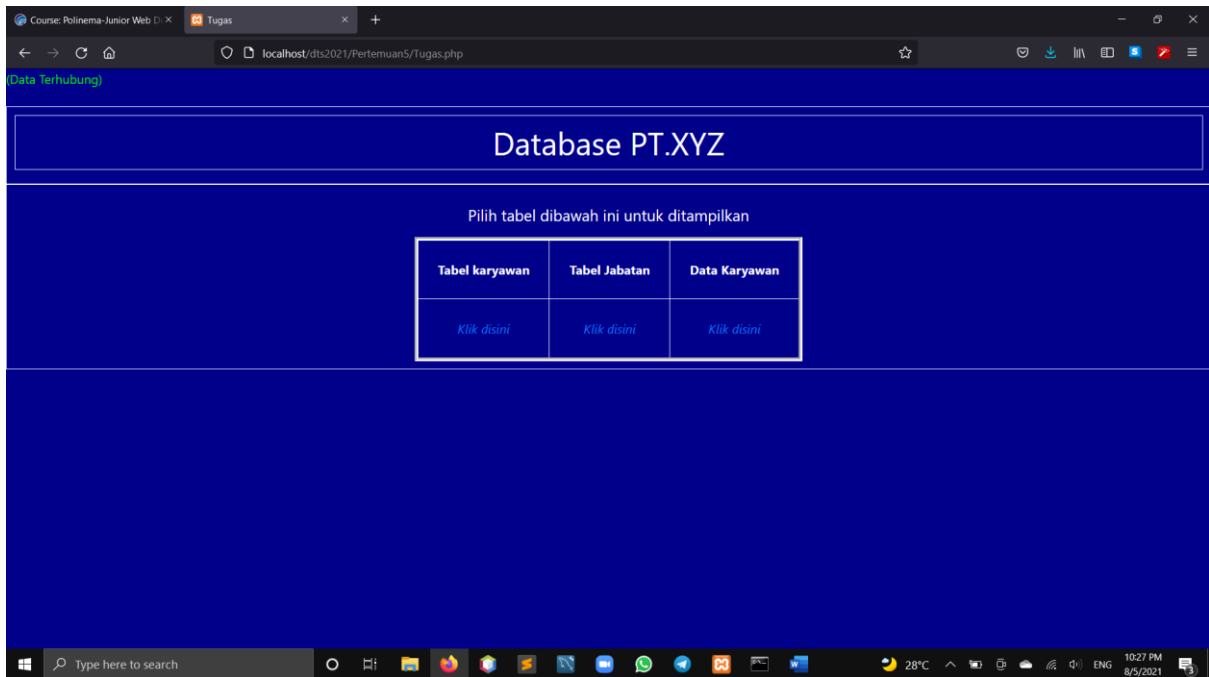 Course: Polinema-Junior Web D
Tugas
localhost/dts2021/Pertemuan5/Tugas.php
(Data Terhubung)
Database PT.XYZ
Pilih tabel dibawah ini untuk ditampilkan
Tabel karyawan Tabel Jabatan Data Karyawan
Klik disini Klik disini Klik disini
Type here to search
28°C ENG 10:27 PM
8/5/2021
3